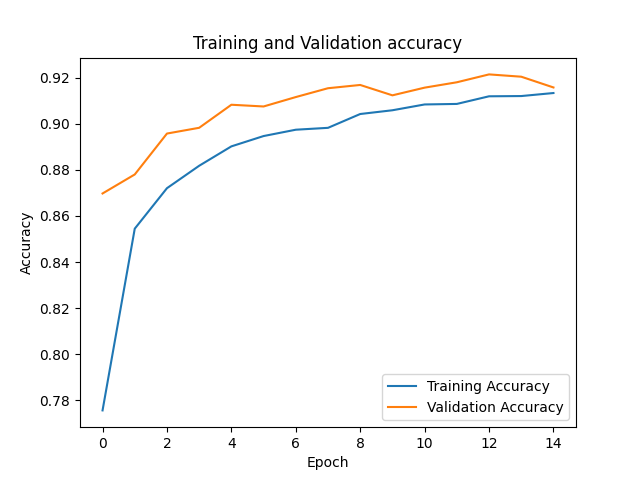 Training and Validation accuracy
0.92
0.90
0.88
0.86
0.84
0.82
0.80
0.78
Accuracy
Training Accuracy
Validation Accuracy
0 2 4 6 8 10 12 14
Epoch